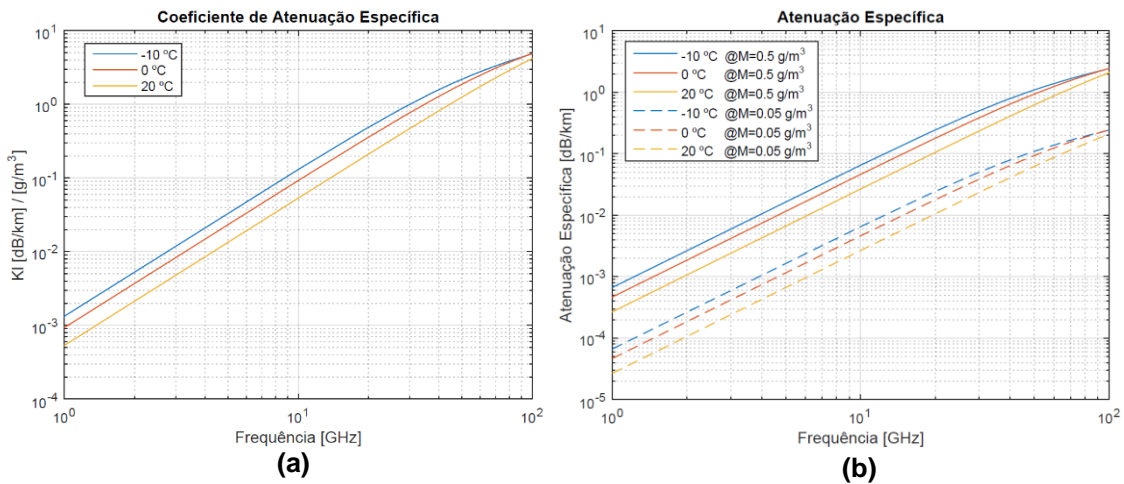 Coeficiente de Atenuação Específica
10^1
10^0
10^-1
10^-2
10^-3
10^-4
Kl [dB/km] / [g/m^3]
-10 ºC
0 ºC
20 ºC
10^0
10^1
10^2
Frequência [GHz]
(a)
Atenuação Específica
10^1
10^0
10^-1
10^-2
10^-3
10^-4
10^-5
Atenuação Específica [dB/km]
-10 ºC @M=0.5 g/m^3
0 ºC @M=0.5 g/m^3
20 ºC @M=0.5 g/m^3
-10 ºC @M=0.05 g/m^3
0 ºC @M=0.05 g/m^3
20 ºC @M=0.05 g/m^3
10^0
10^1
10^2
Frequência [GHz]
(b)